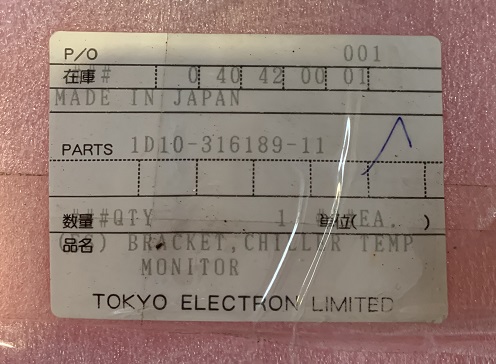 P/O 001
在庫 ### 0 40 42 00 01
MADE IN JAPAN
PARTS 1D10-316189-11
数量 ###QTY 1 単位( EA. )
品名 BRACKET,CHILLER TEMP
MONITOR
TOKYO ELECTRON LIMITED